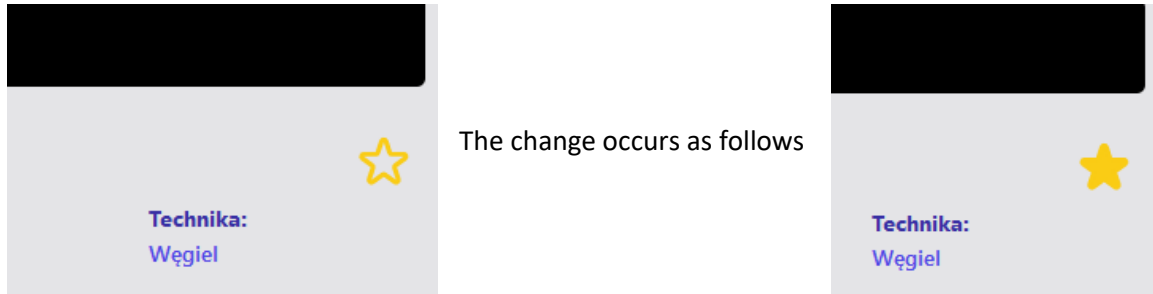 The change occurs as follows
Technika:
Węgiel
Technika:
Węgiel